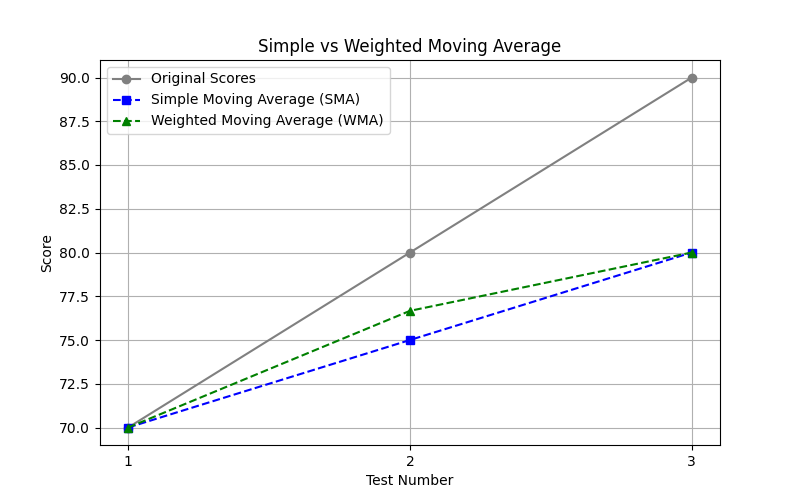 Simple vs Weighted Moving Average
Original Scores
Simple Moving Average (SMA)
Weighted Moving Average (WMA)
90.0
87.5
85.0
82.5
80.0
77.5
75.0
72.5
70.0
Score
1 2 3
Test Number